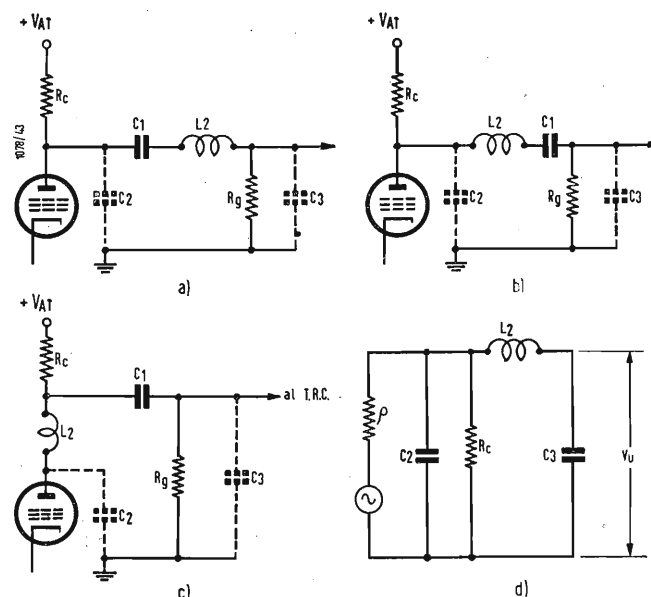 + VAT
Rc
1078/43
C1
L2
C2
Rg
C3
a)
+ VAT
Rc
L2
C1
C2
Rg
C3
b)
+ VAT
Rc
C1
al T.R.C.
L2
Rg
C3
C2
c)
L2
ρ
C2
Rc
C3
Vu
d)